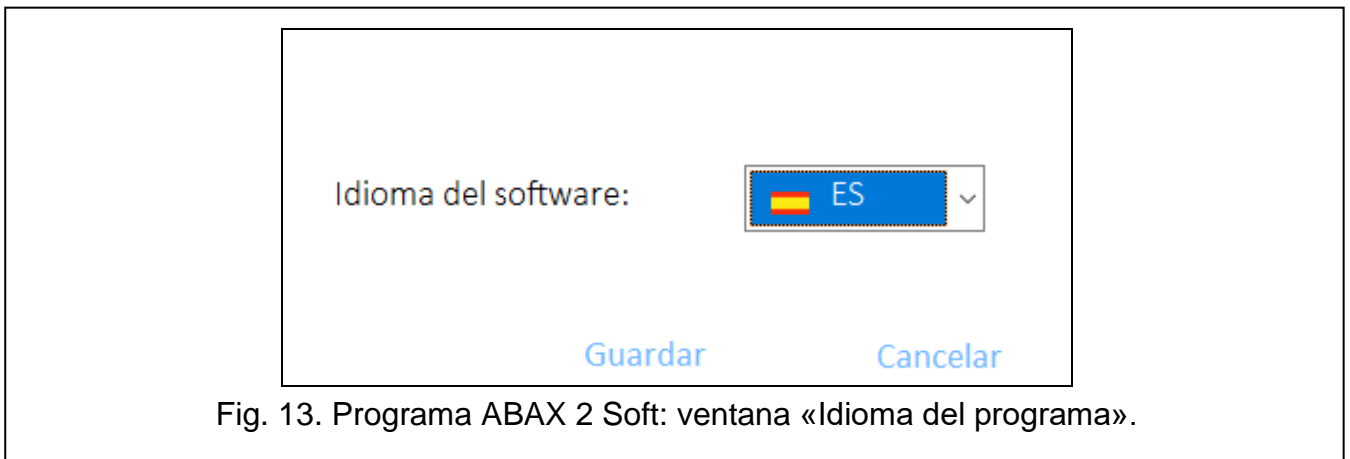 Idioma del software: ES
Guardar Cancelar
Fig. 13. Programa ABAX 2 Soft: ventana «Idioma del programa».